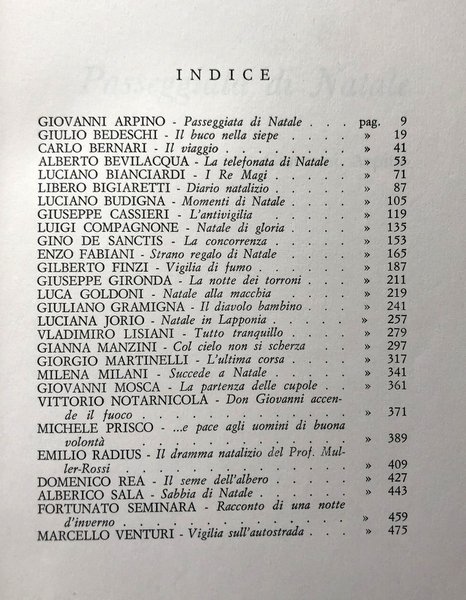 INDICE
GIOVANNI ARPINO - Passeggiata di Natale . . . pag. 9
GIULIO BEDESCHI - Il buco nella siepe . . . . » 19
CARLO BERNARI - Il viaggio . . . . . . » 41
ALBERTO BEVILACQUA - La telefonata di Natale . » 53
LUCIANO BIANCIARDI - I Re Magi . . . . . » 71
LIBERO BIGIARETTI - Diario natalizio . . . . » 87
LUCIANO BUDIGNA - Momenti di Natale . . . . » 105
GIUSEPPE CASSIERI - L'antivigilia . . . . . » 119
LUIGI COMPAGNONE - Natale di gloria . . . . » 135
GINO DE SANCTIS - La concorrenza . . . . . » 153
ENZO FABIANI - Strano regalo di Natale . . . . » 165
GILBERTO FINZI - Vigilia di fumo . . . . . . » 187
GIUSEPPE GIRONDA - La notte dei torroni . . . » 211
LUCA GOLDONI - Natale alla macchia . . . . » 219
GIULIANO GRAMIGNA - Il diavolo bambino . . . » 241
LUCIANA JORIO - Natale in Lapponia . . . . . » 257
VLADIMIRO LISIANI - Tutto tranquillo . . . . » 279
GIANNA MANZINI - Col cielo non si scherza . . . » 297
GIORGIO MARTINELLI - L'ultima corsa . . . . » 317
MILENA MILANI - Succede a Natale . . . . . » 341
GIOVANNI MOSCA - La partenza delle cupole . . . » 361
VITTORIO NOTARNICOLA - Don Giovanni accen-
de il fuoco . . . . . . . . . » 371
MICHELE PRISCO - ...e pace agli uomini di buona
volontà . . . . . . . . . . » 389
EMILIO RADIUS - Il dramma natalizio del Prof. Mul-
ler-Rossi . . . . . . . . . . » 409
DOMENICO REA - Il seme dell'albero . . . . . » 427
ALBERICO SALA - Sabbia di Natale . . . . . » 443
FORTUNATO SEMINARA - Racconto di una notte
d'inverno . . . . . . . . . . » 459
MARCELLO VENTURI - Vigilia sull'autostrada . . » 475